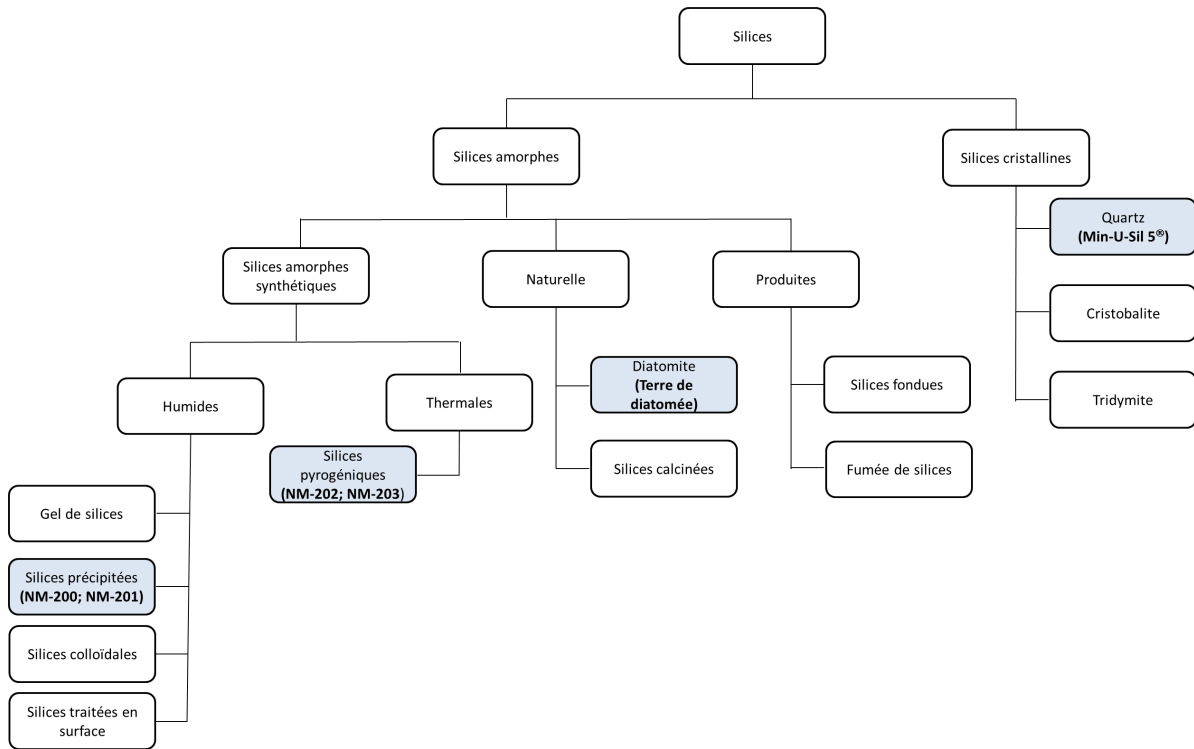 Silices
Silices amorphes
Silices cristallines
Quartz
(Min-U-Sil 5®)
Silices amorphes
synthétiques
Naturelle
Produites
Cristobalite
Diatomite
(Terre de
diatomée)
Silices fondues
Tridymite
Humides
Thermales
Silices
pyrogéniques
(NM-202; NM-203)
Silices calcinées
Fumée de silices
Gel de silices
Silices précipitées
(NM-200; NM-201)
Silices colloïdales
Silices traitées en
surface